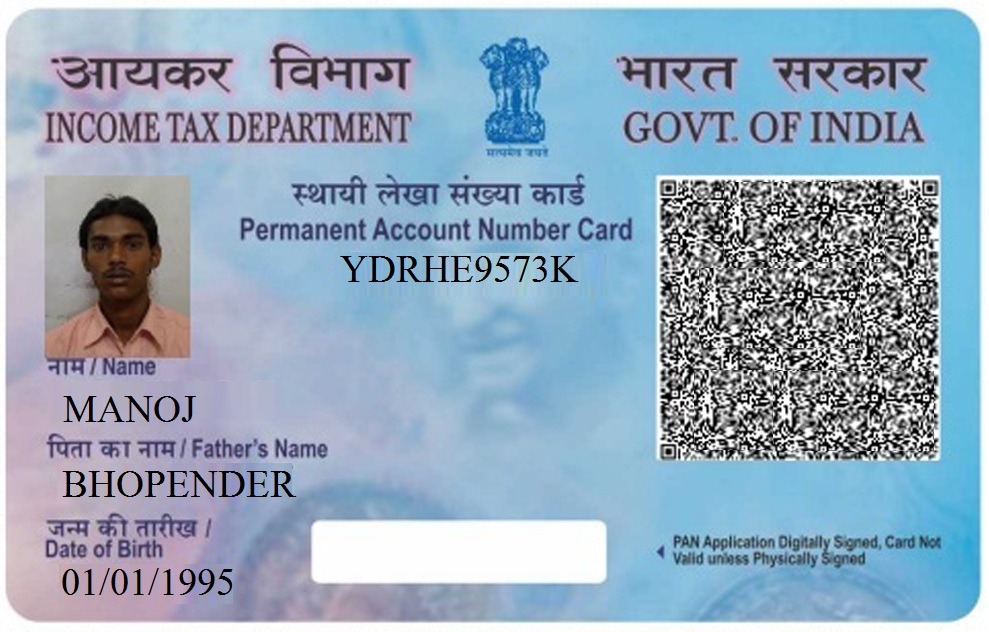 आयकर विभाग
INCOME TAX DEPARTMENT
सत्यमेव जयते
भारत सरकार
GOVT. OF INDIA
स्थायी लेखा संख्या कार्ड
Permanent Account Number Card
YDRHE9573K
नाम / Name
MANOJ
पिता का नाम / Father's Name
BHOPENDER
जन्म की तारीख /
Date of Birth
01/01/1995
PAN Application Digitally Signed, Card Not
Valid unless Physically Signed